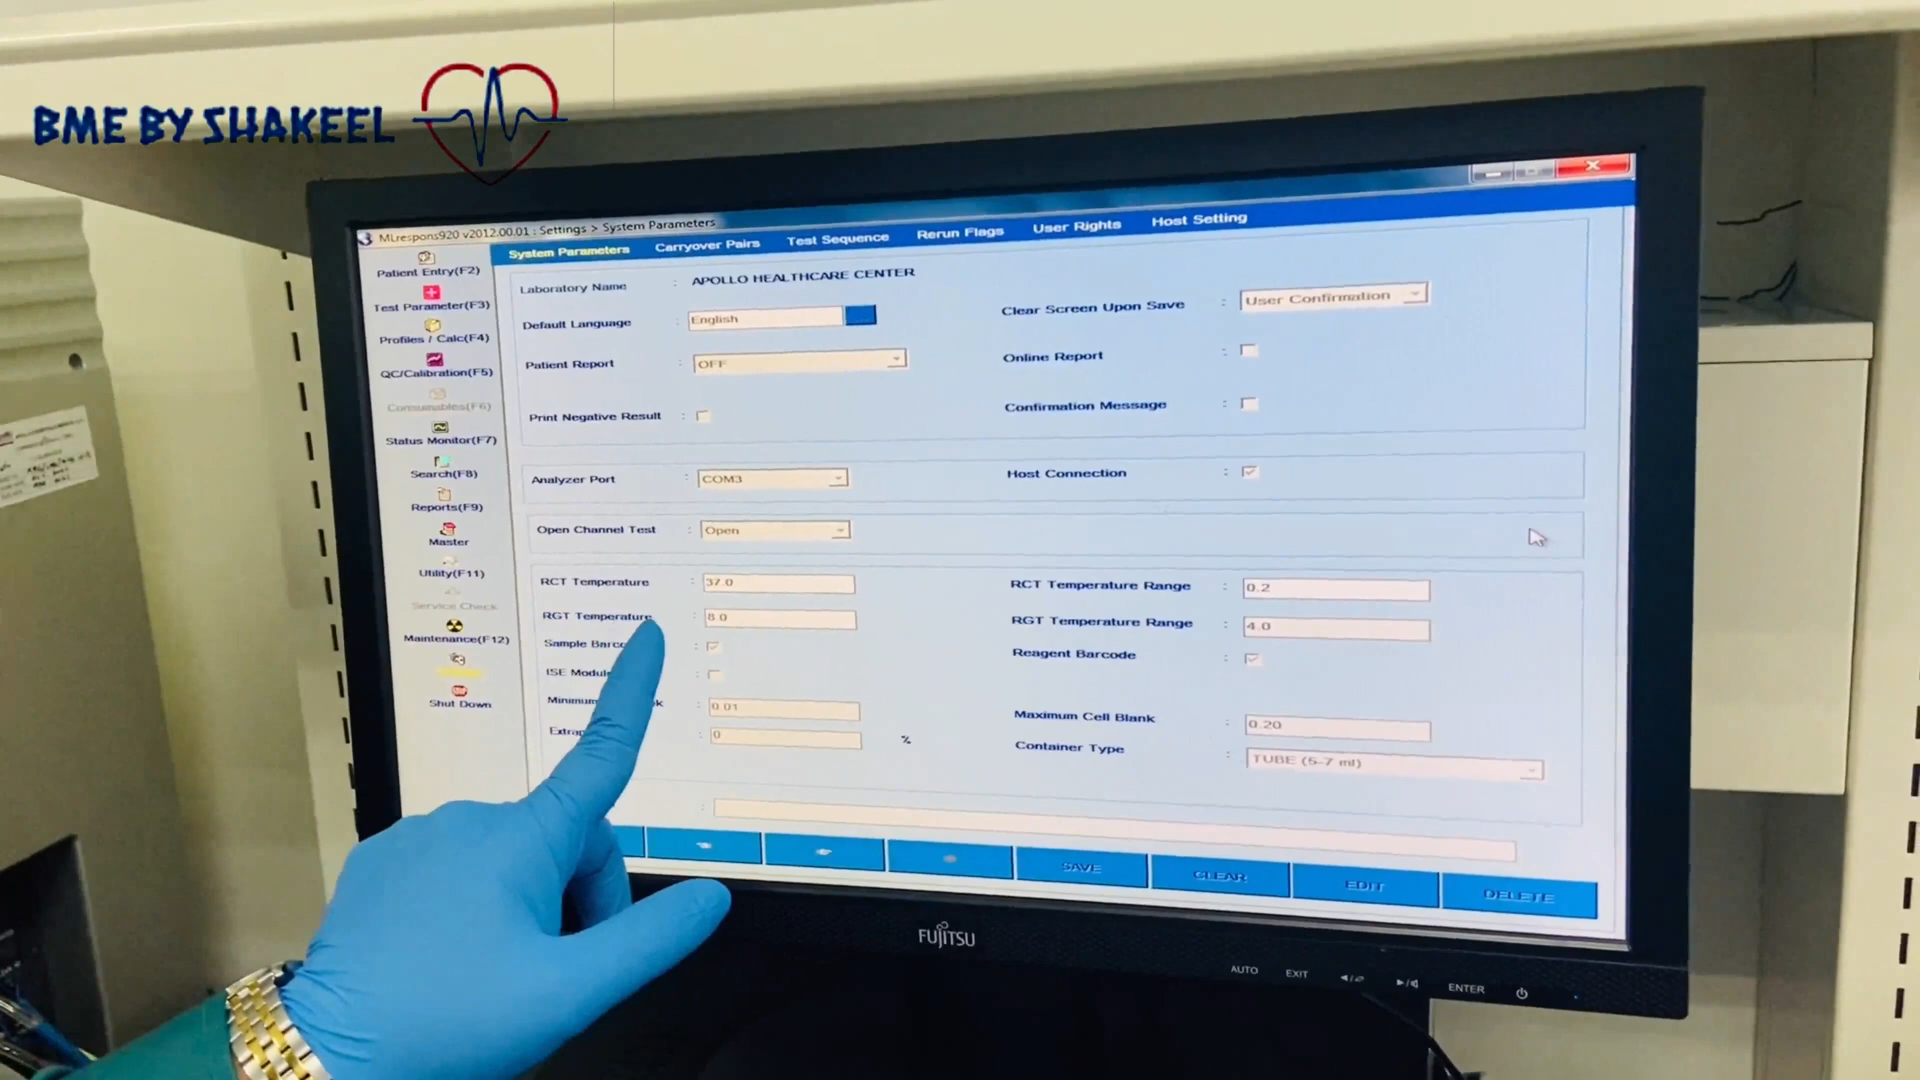 BME BY SHAKEEL
MLrespons920 v2012.00.01 : Settings > System Parameters
System Parameters Carryover Pairs Test Sequence Rerun Flags User Rights Host Setting
Patient Entry(F2)
Test Parameter(F3)
Profiles / Calc(F4)
QC/Calibration(F5)
Consumables(F6)
Status Monitor(F7)
Search(F8)
Reports(F9)
Master
Utility(F11)
Service Check
Maintenance(F12)
Shut Down
Laboratory Name : APOLLO HEALTHCARE CENTER
Default Language : English
Clear Screen Upon Save : User Confirmation
Patient Report : OFF
Online Report :
Print Negative Result :
Confirmation Message :
Analyzer Port : COM3
Host Connection :
Open Channel Test : Open
RCT Temperature : 37.0
RCT Temperature Range : 0.2
RGT Temperature : 8.0
RGT Temperature Range : 4.0
Sample Barc
Reagent Barcode :
ISE Module
Minimum : 0.01
Maximum Cell Blank : 0.20
Extrap : 0 %
Container Type : TUBE (5-7 ml)
SAVE CLEAR EDIT DELETE
FUJITSU
AUTO EXIT ENTER